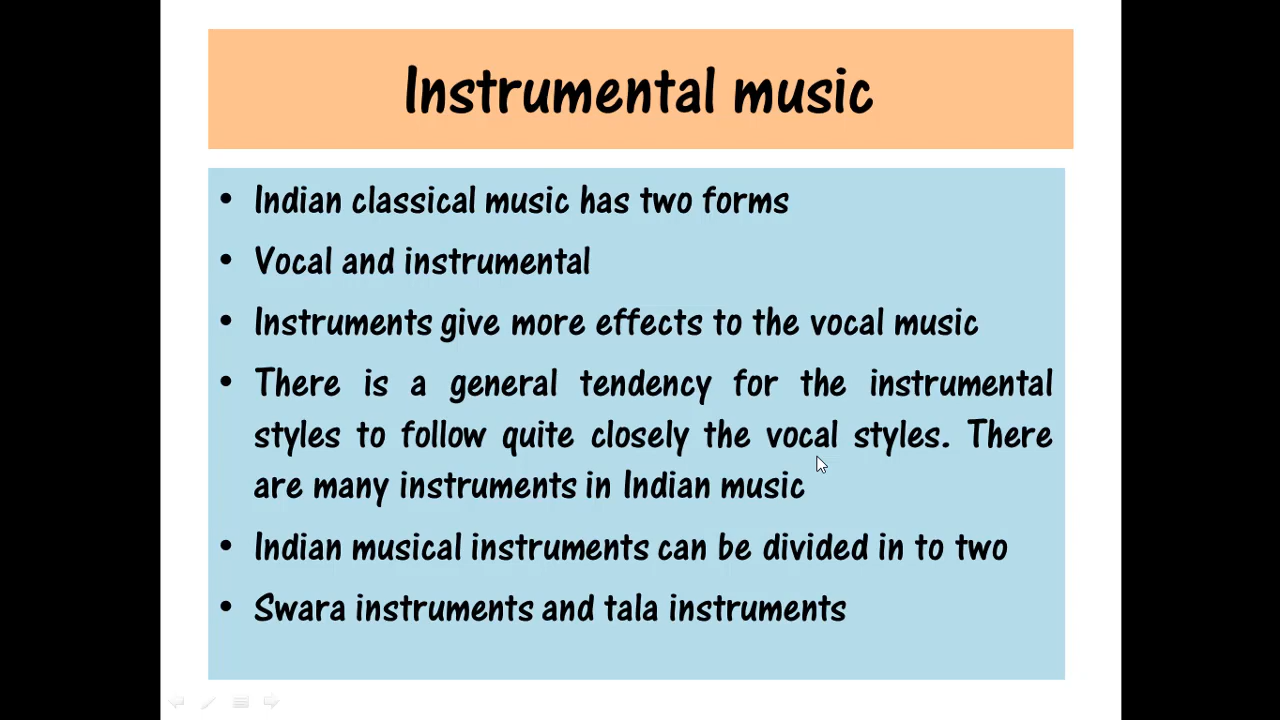 Instrumental music
• Indian classical music has two forms
• Vocal and instrumental
• Instruments give more effects to the vocal music
• There is a general tendency for the instrumental
styles to follow quite closely the vocal styles. There
are many instruments in Indian music
• Indian musical instruments can be divided in to two
• Swara instruments and tala instruments